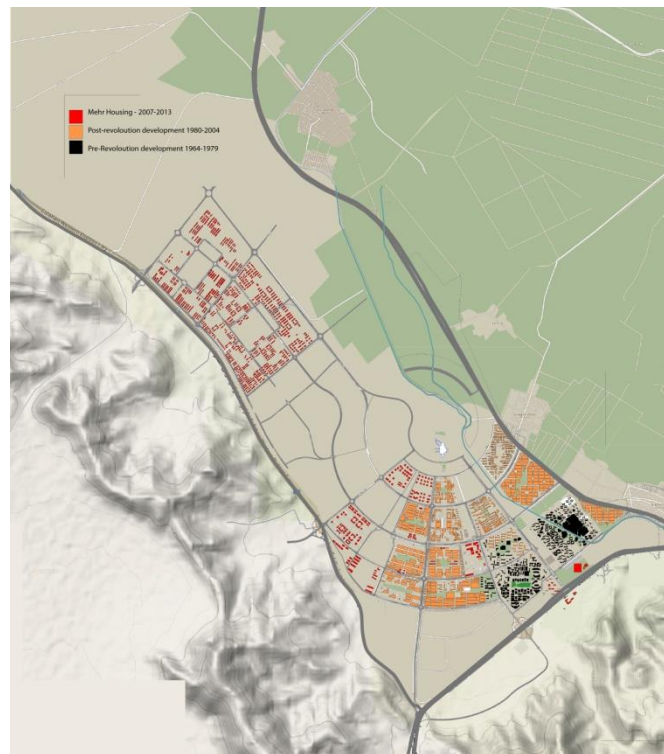 Mehr Housing - 2007-2013
Post-revoloution development 1980-2004
Pre-Revoloution development 1964-1979